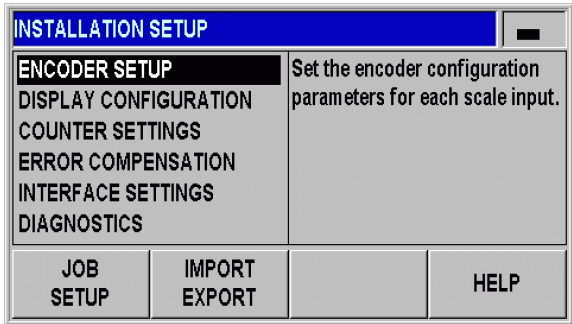 INSTALLATION SETUP
ENCODER SETUP
DISPLAY CONFIGURATION
COUNTER SETTINGS
ERROR COMPENSATION
INTERFACE SETTINGS
DIAGNOSTICS
Set the encoder configuration
parameters for each scale input.
JOB
SETUP
IMPORT
EXPORT
HELP